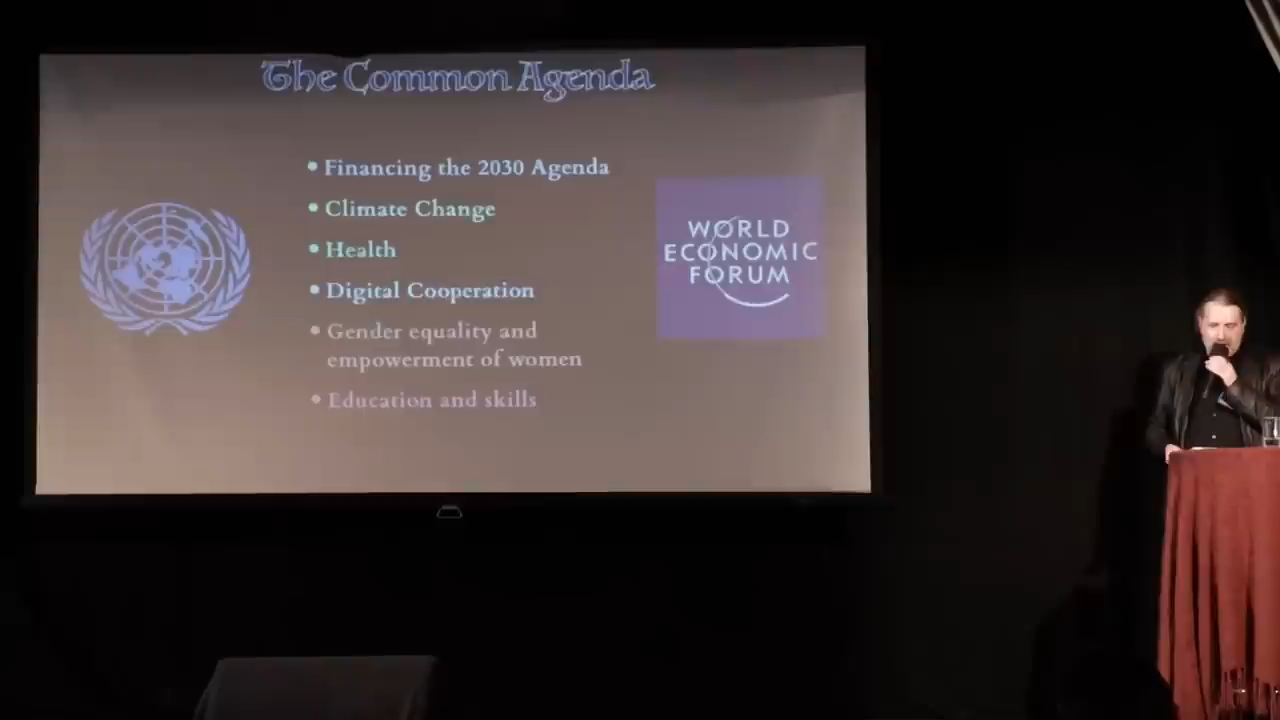 The Common Agenda
• Financing the 2030 Agenda
• Climate Change
• Health
• Digital Cooperation
• Gender equality and
empowerment of women
• Education and skills
WORLD
ECONOMIC
FORUM